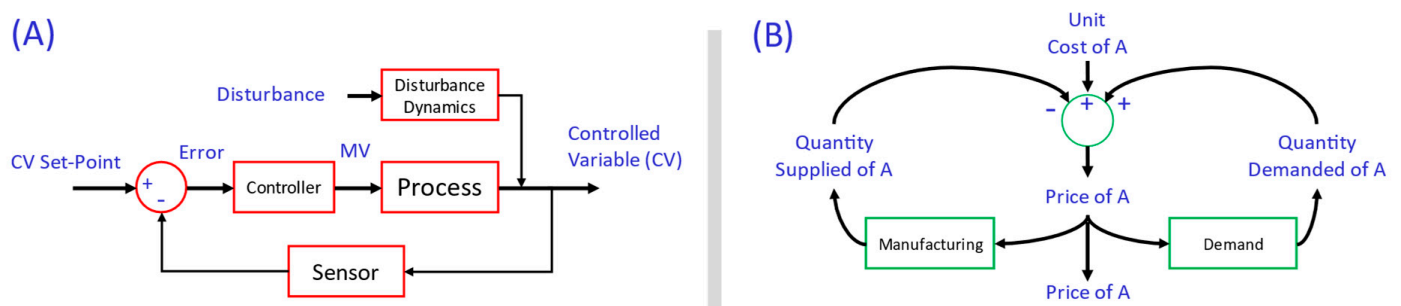 (A)
Disturbance
Disturbance
Dynamics
CV Set-Point
+
-
Error
Controller
MV
Process
Controlled
Variable (CV)
Sensor
(B)
Unit
Cost of A
- + +
Quantity
Supplied of A
Quantity
Demanded of A
Price of A
Manufacturing
Demand
Price of A